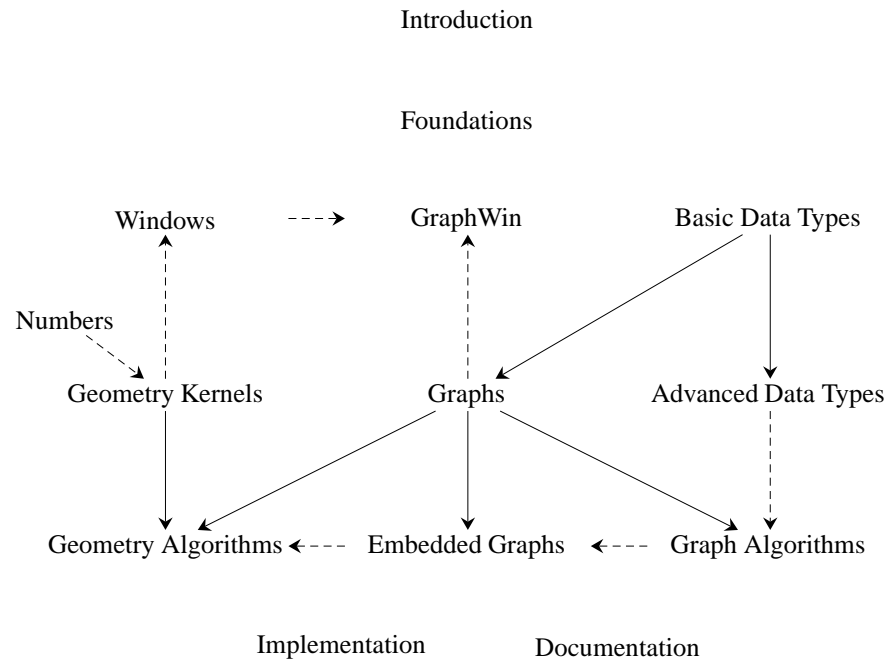 Introduction
Foundations
Windows
GraphWin
Basic Data Types
Numbers
Geometry Kernels
Graphs
Advanced Data Types
Geometry Algorithms
Embedded Graphs
Graph Algorithms
Implementation
Documentation